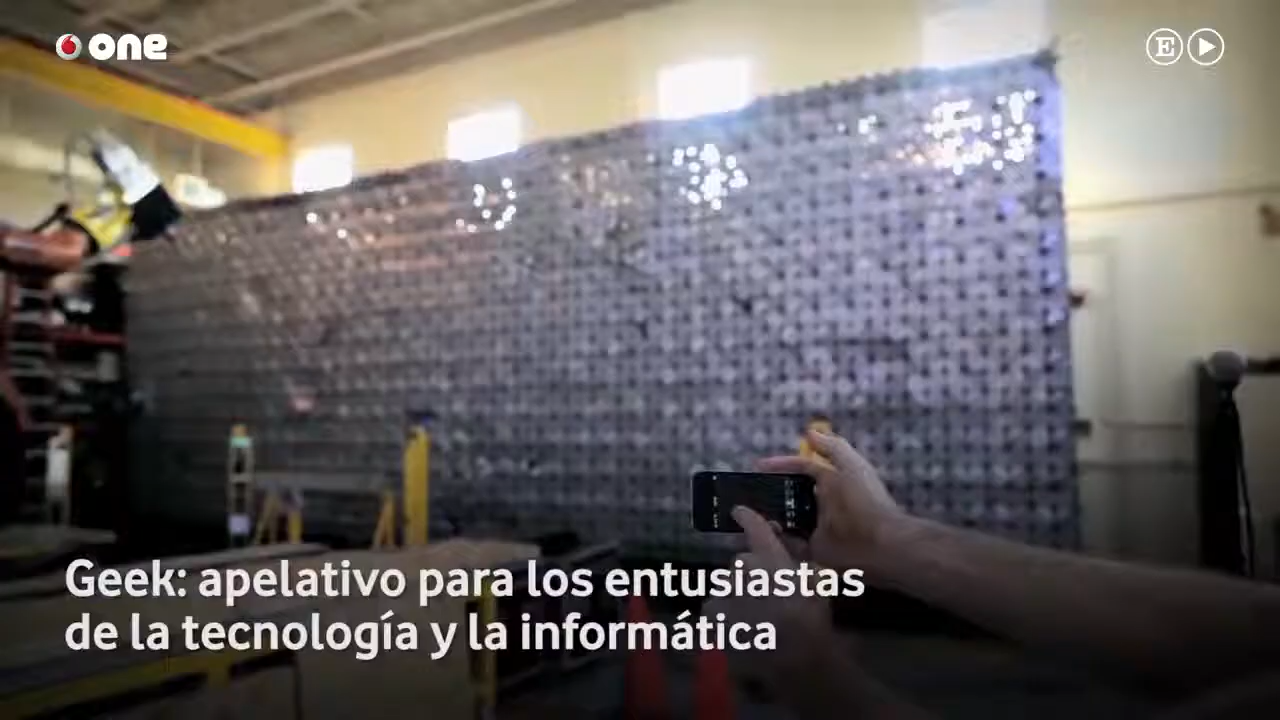 one
E
Geek: apelativo para los entusiastas
de la tecnología y la informática